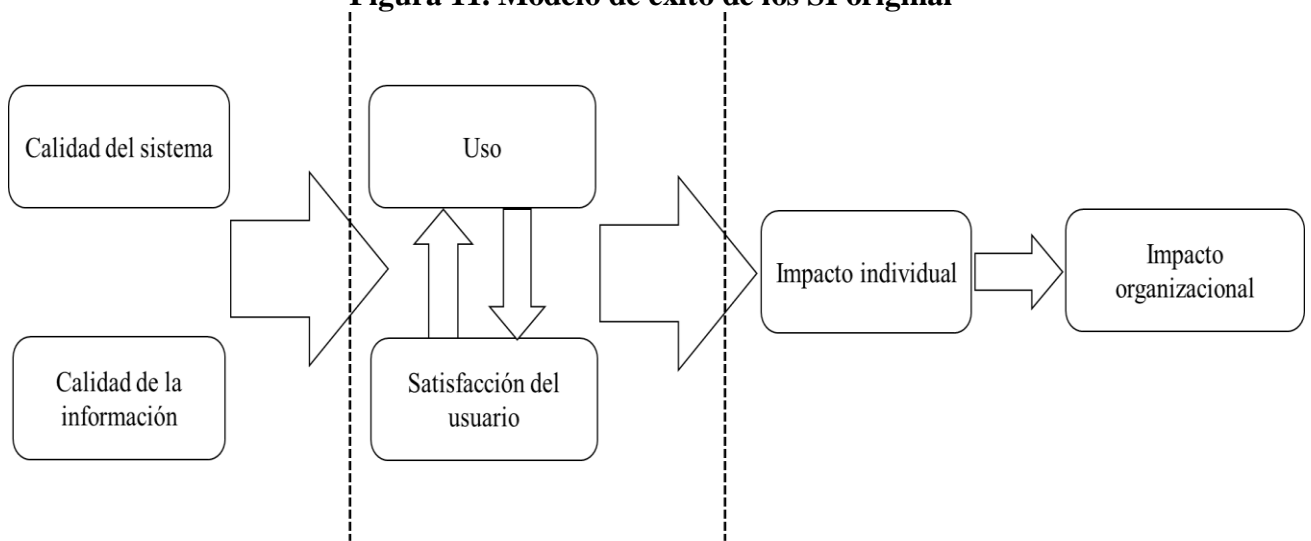 Figura 11. Modelo de éxito de los SI original
Calidad del sistema
Uso
Impacto individual
Impacto
organizacional
Calidad de la
información
Satisfacción del
usuario